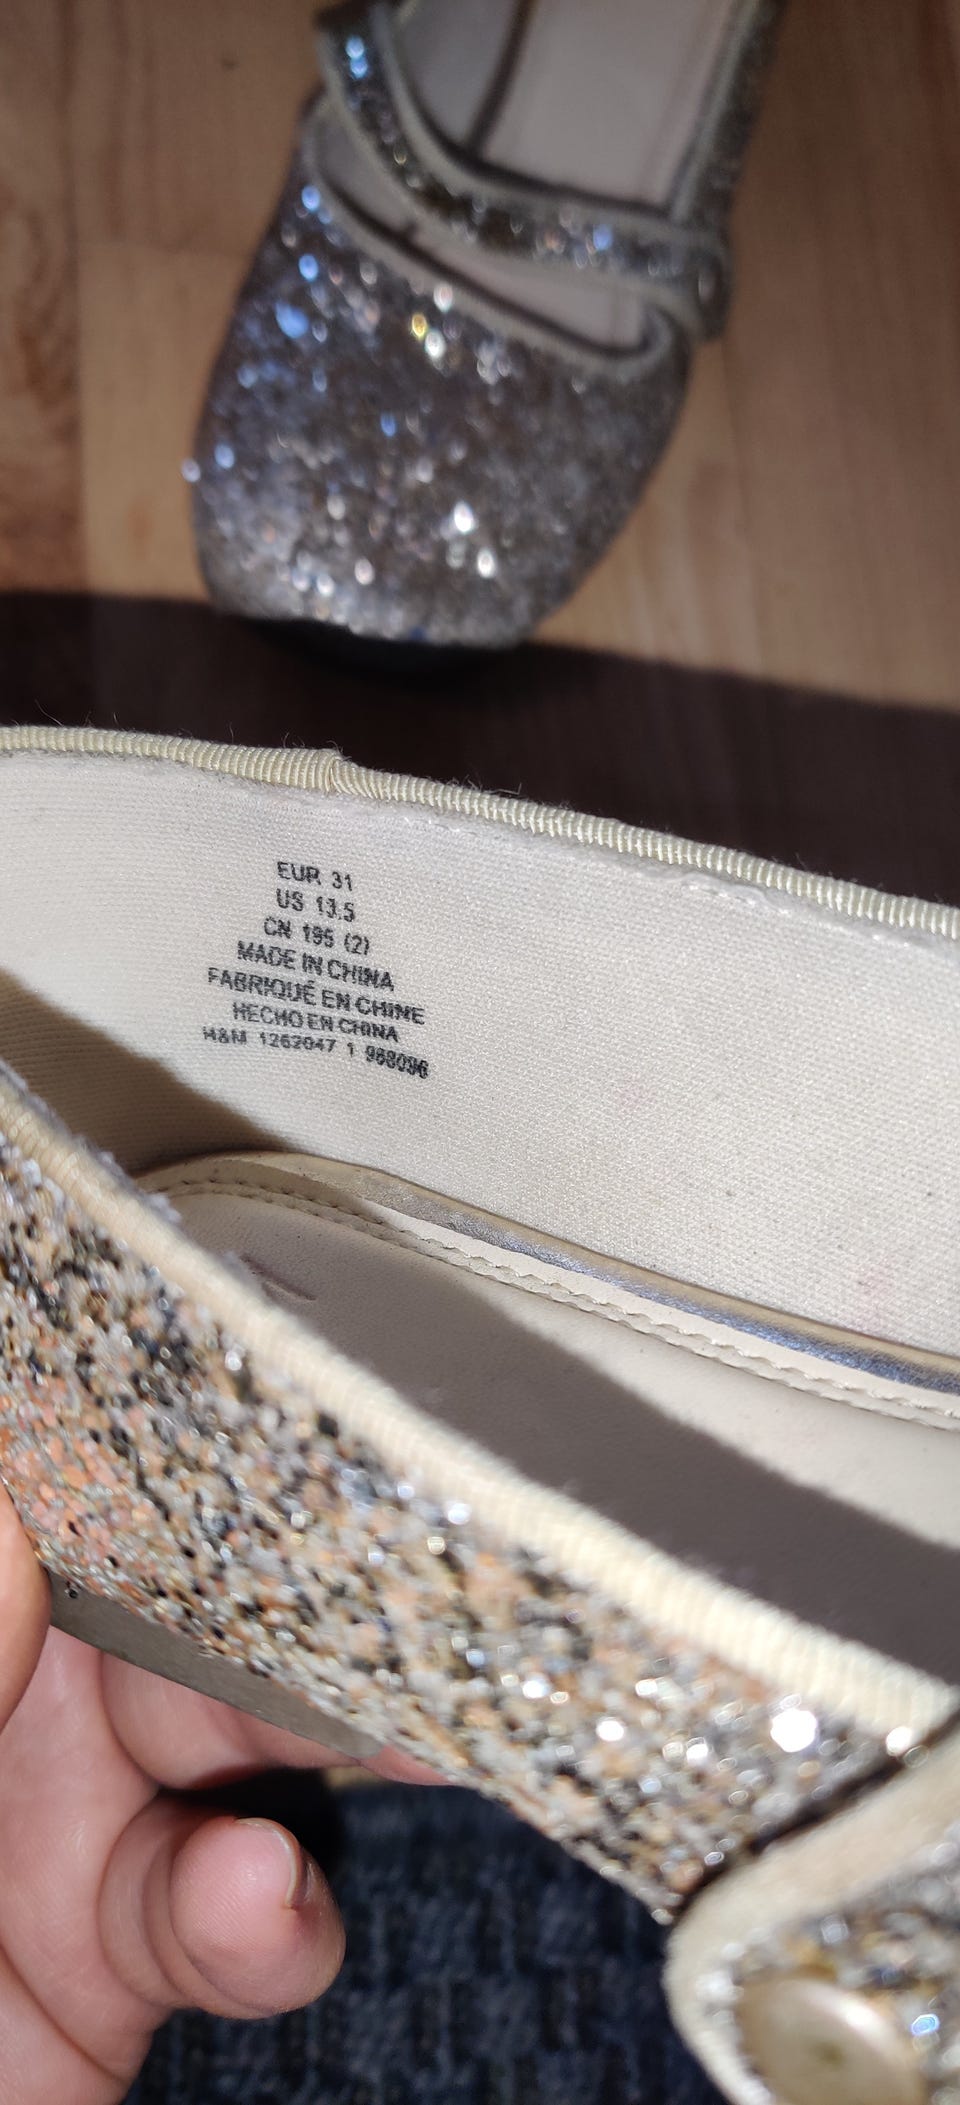 EUR 31
US 13.5
CN 195 (2)
MADE IN CHINA
FABRIQUÉ EN CHINE
HECHO EN CHINA
H&M 1262047 1 988096